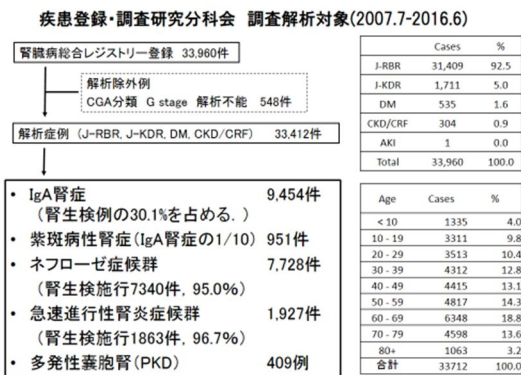 疾患登録・調査研究分科会 調査解析対象(2007.7-2016.6)
腎臓病総合レジストリー登録 33,960件
解析除外例
CGA分類 G stage 解析不能 548件
解析症例 (J-RBR, J-KDR, DM, CKD/CRF) 33,412件
• IgA腎症 9,454件
(腎生検例の30.1%を占める.)
• 紫斑病性腎症(IgA腎症の1/10) 951件
• ネフローゼ症候群 7,728件
(腎生検施行7340件, 95.0%)
• 急速進行性腎炎症候群 1,927件
(腎生検施行1863件, 96.7%)
• 多発性嚢胞腎(PKD) 409例
Cases %
J-RBR 31,409 92.5
J-KDR 1,711 5.0
DM 535 1.6
CKD/CRF 304 0.9
AKI 1 0.0
Total 33,960 100.0
Age Cases %
< 10 1335 4.0
10 - 19 3311 9.8
20 - 29 3513 10.4
30 - 39 4312 12.8
40 - 49 4415 13.1
50 - 59 4817 14.3
60 - 69 6348 18.8
70 - 79 4598 13.6
80+ 1063 3.2
合計 33712 100.0